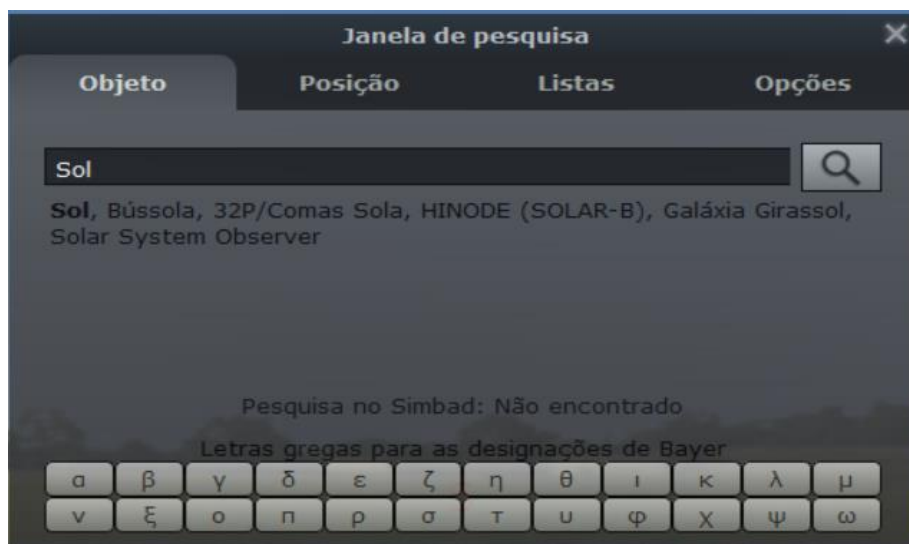 Janela de pesquisa
Objeto Posição Listas Opções
Sol
Sol, Bússola, 32P/Comas Sola, HINODE (SOLAR-B), Galáxia Girassol,
Solar System Observer
Pesquisa no Simbad: Não encontrado
Letras gregas para as designações de Bayer
α β γ δ ε ζ η θ ι κ λ μ
ν ξ ο π ρ σ τ υ φ χ ψ ω